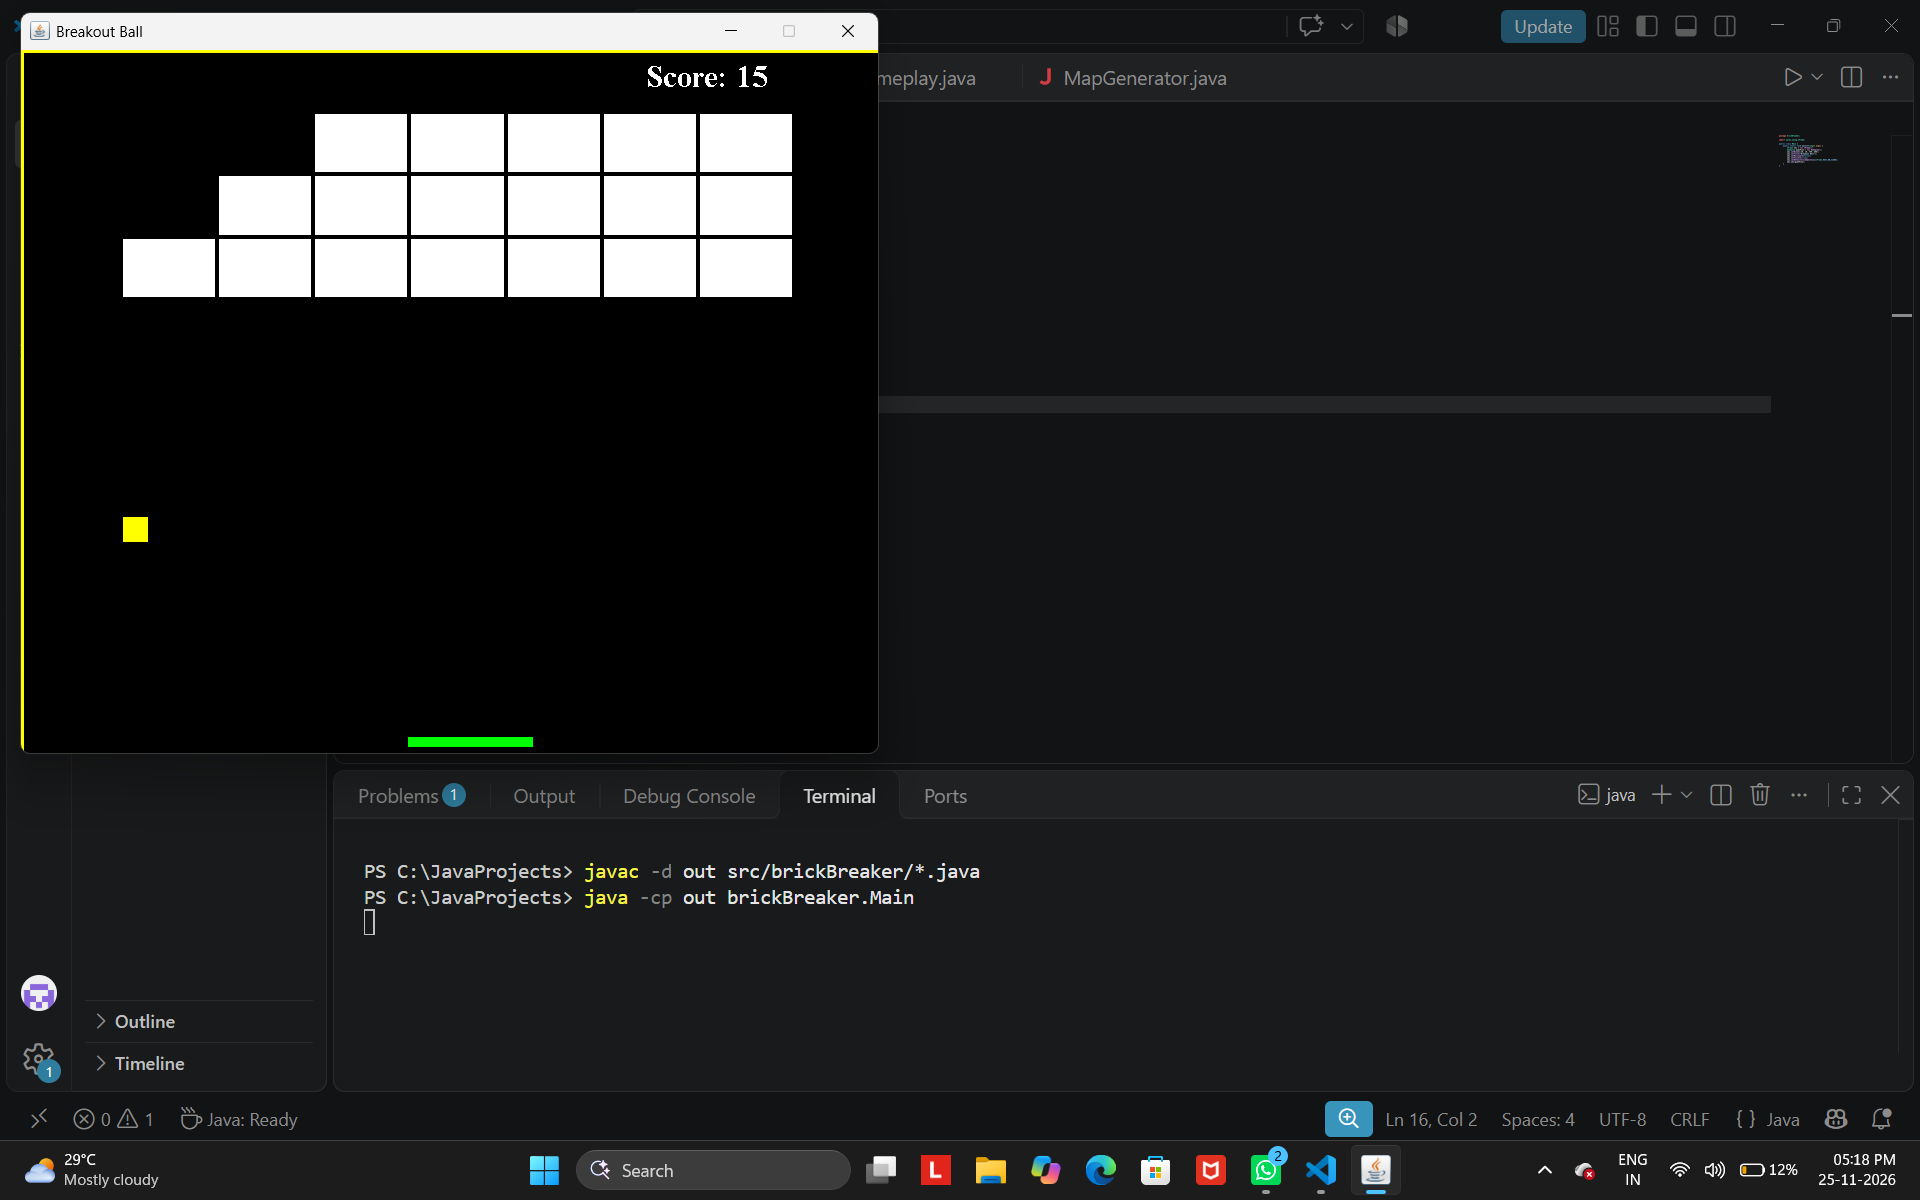 Breakout Ball
Score: 15
Update
meplay.java
J MapGenerator.java
Problems 1
Output
Debug Console
Terminal
Ports
java
PS C:\JavaProjects> javac -d out src/brickBreaker/*.java
PS C:\JavaProjects> java -cp out brickBreaker.Main
Outline
1
Timeline
0
1
Java: Ready
Ln 16, Col 2
Spaces: 4
UTF-8
CRLF
{ } Java
29°C
Mostly cloudy
Search
L
2
ENG
IN
12%
05:18 PM
25-11-2026